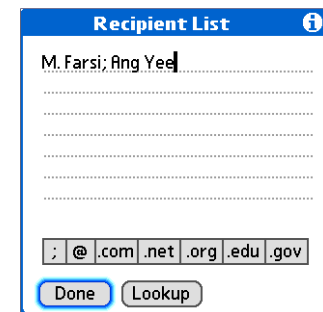 Recipient List
M. Farsi; Ang Yee
; @ .com .net .org .edu .gov
Done Lookup